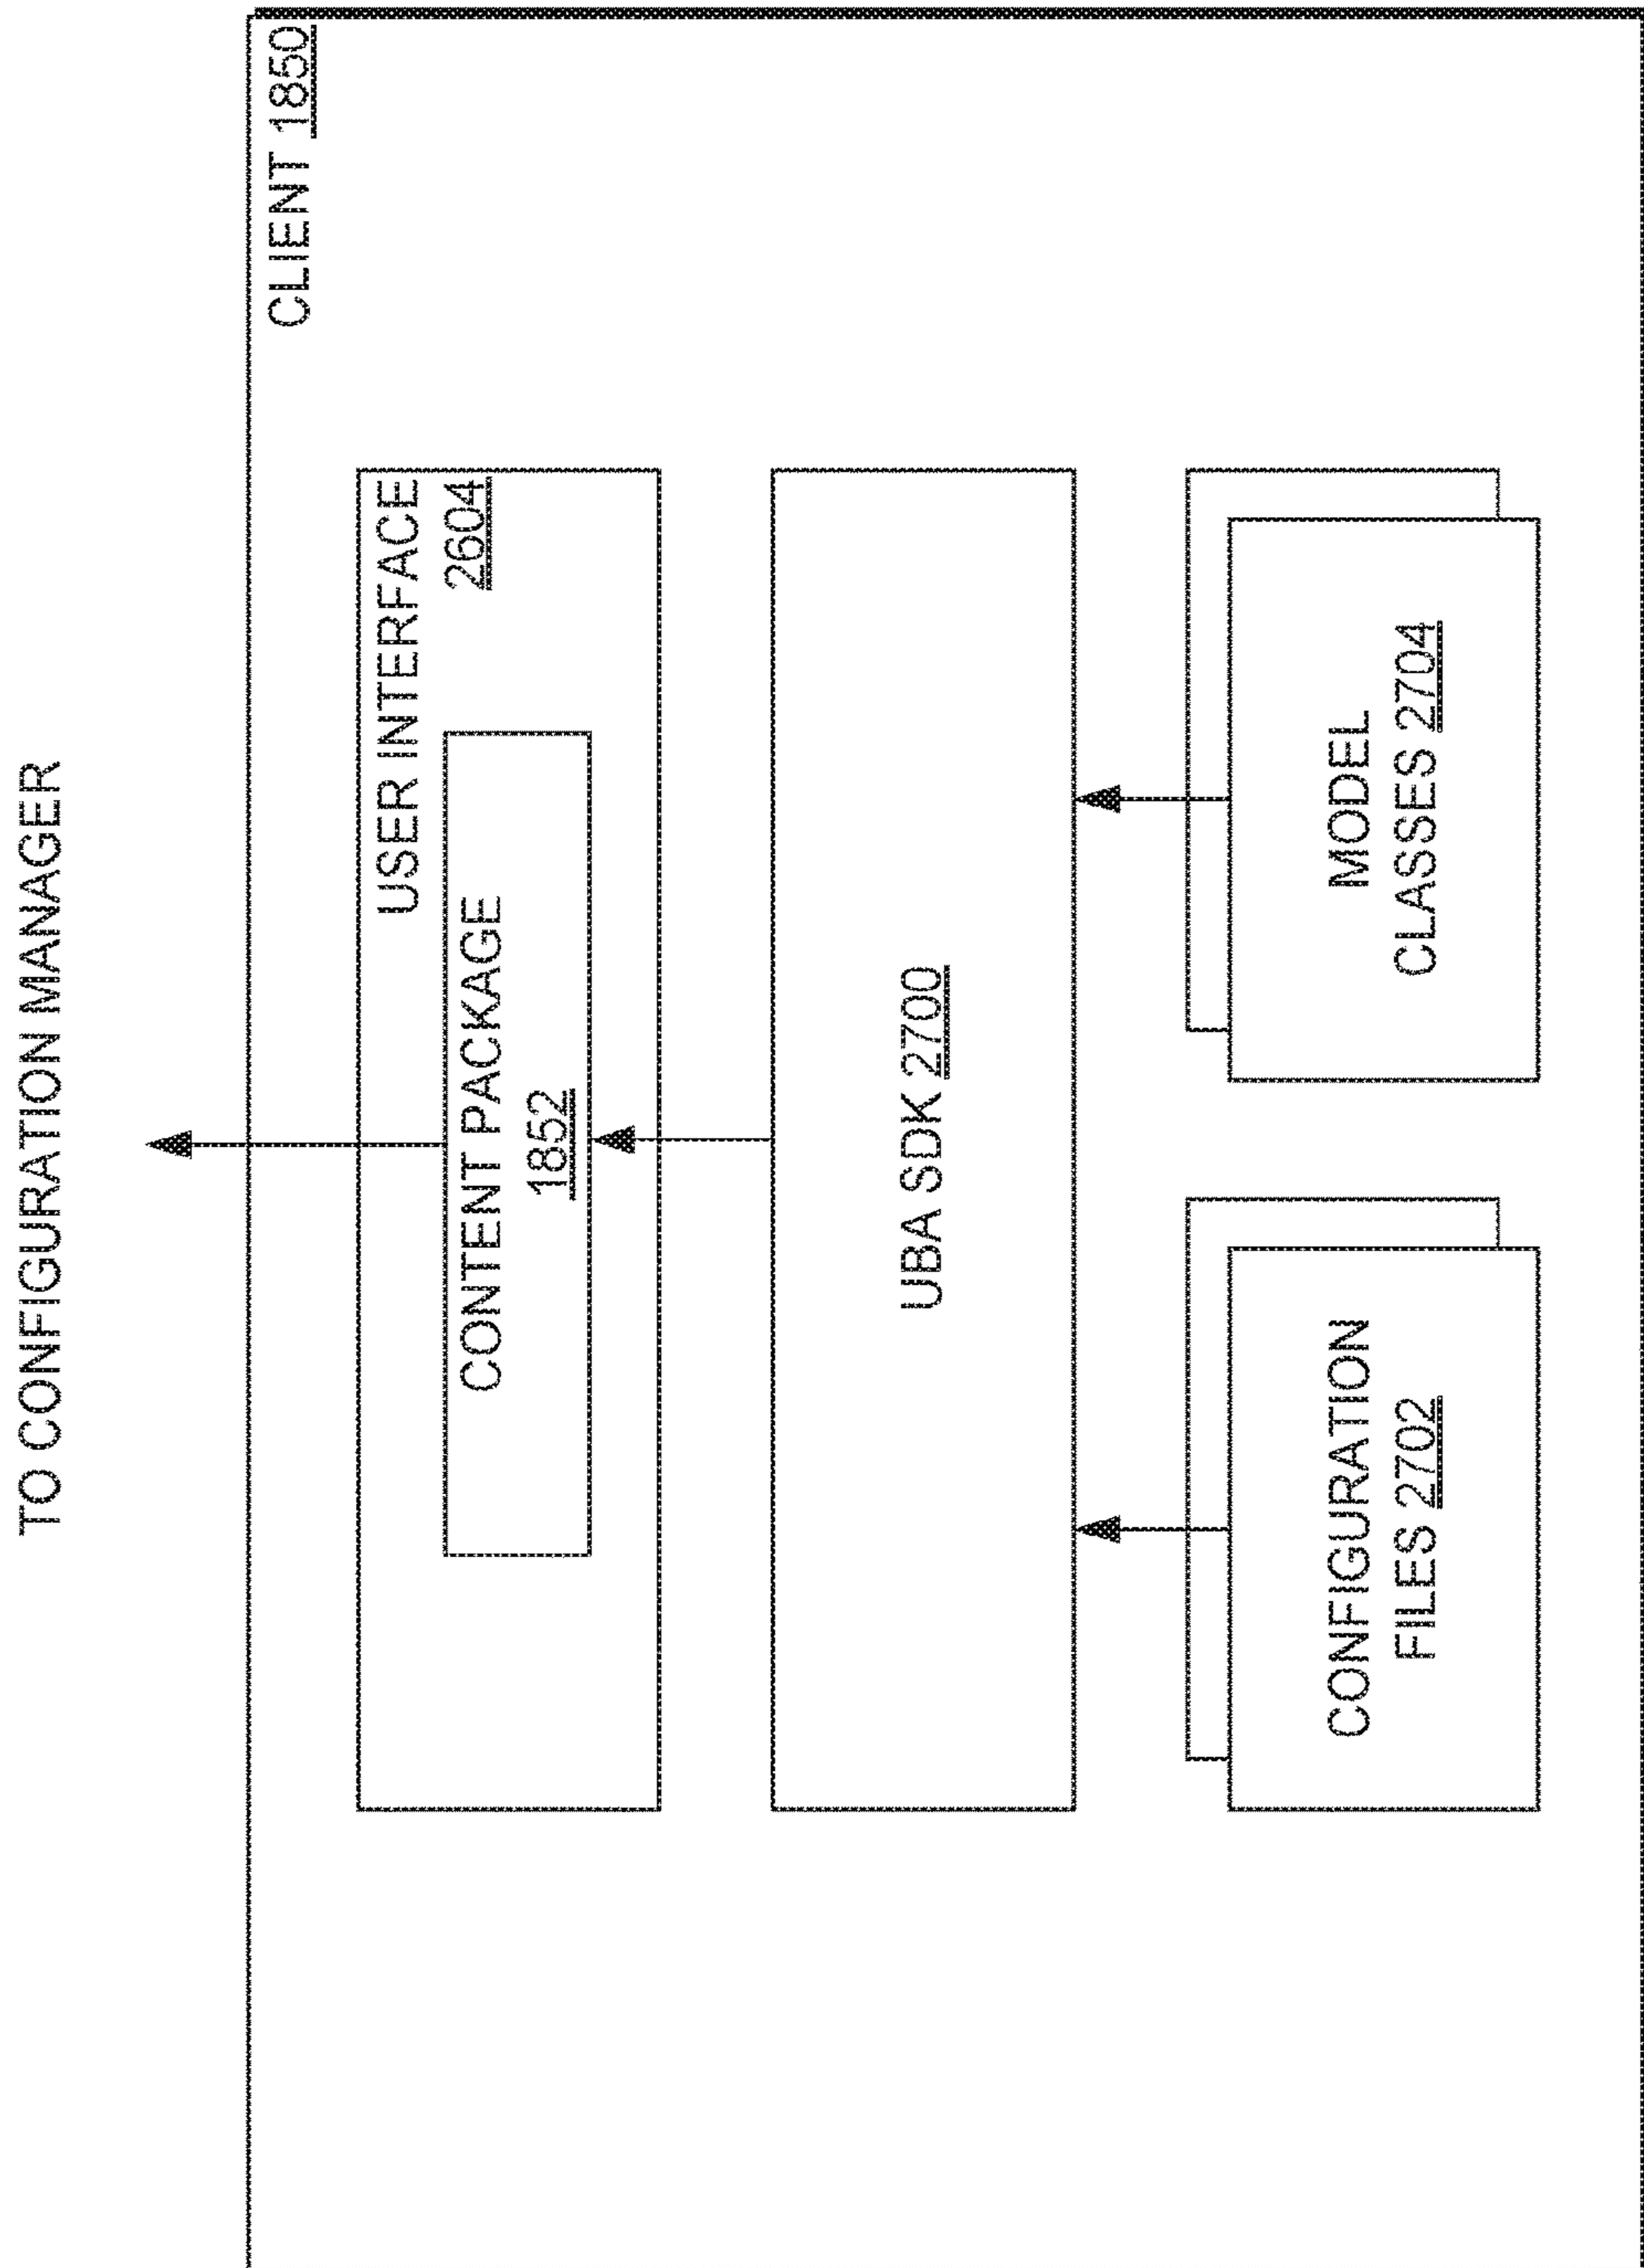 TO CONFIGURATION MANAGER
CLIENT 1850
USER INTERFACE
2604
CONTENT PACKAGE
1852
UBA SDK 2700
CONFIGURATION
FILES 2702
MODEL
CLASSES 2704